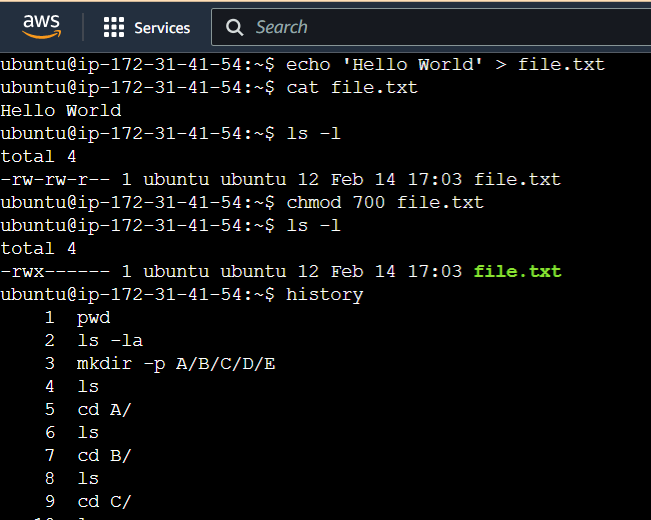 aws Services Search
ubuntu@ip-172-31-41-54:~$ echo 'Hello World' > file.txt
ubuntu@ip-172-31-41-54:~$ cat file.txt
Hello World
ubuntu@ip-172-31-41-54:~$ ls -l
total 4
-rw-rw-r-- 1 ubuntu ubuntu 12 Feb 14 17:03 file.txt
ubuntu@ip-172-31-41-54:~$ chmod 700 file.txt
ubuntu@ip-172-31-41-54:~$ ls -l
total 4
-rwx------ 1 ubuntu ubuntu 12 Feb 14 17:03 file.txt
ubuntu@ip-172-31-41-54:~$ history
    1  pwd
    2  ls -la
    3  mkdir -p A/B/C/D/E
    4  ls
    5  cd A/
    6  ls
    7  cd B/
    8  ls
    9  cd C/